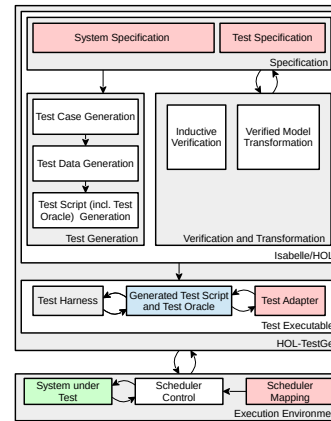 System Specification
Test Specification
Specification
Test Case Generation
Test Data Generation
Test Script (incl. Test
Oracle) Generation
Test Generation
Inductive
Verification
Verified Model
Transformation
Verification and Transformation
Isabelle/HOL
Test Harness
Generated Test Script
and Test Oracle
Test Adapter
Test Executable
HOL-TestGe
System under
Test
Scheduler
Control
Scheduler
Mapping
Execution Environme